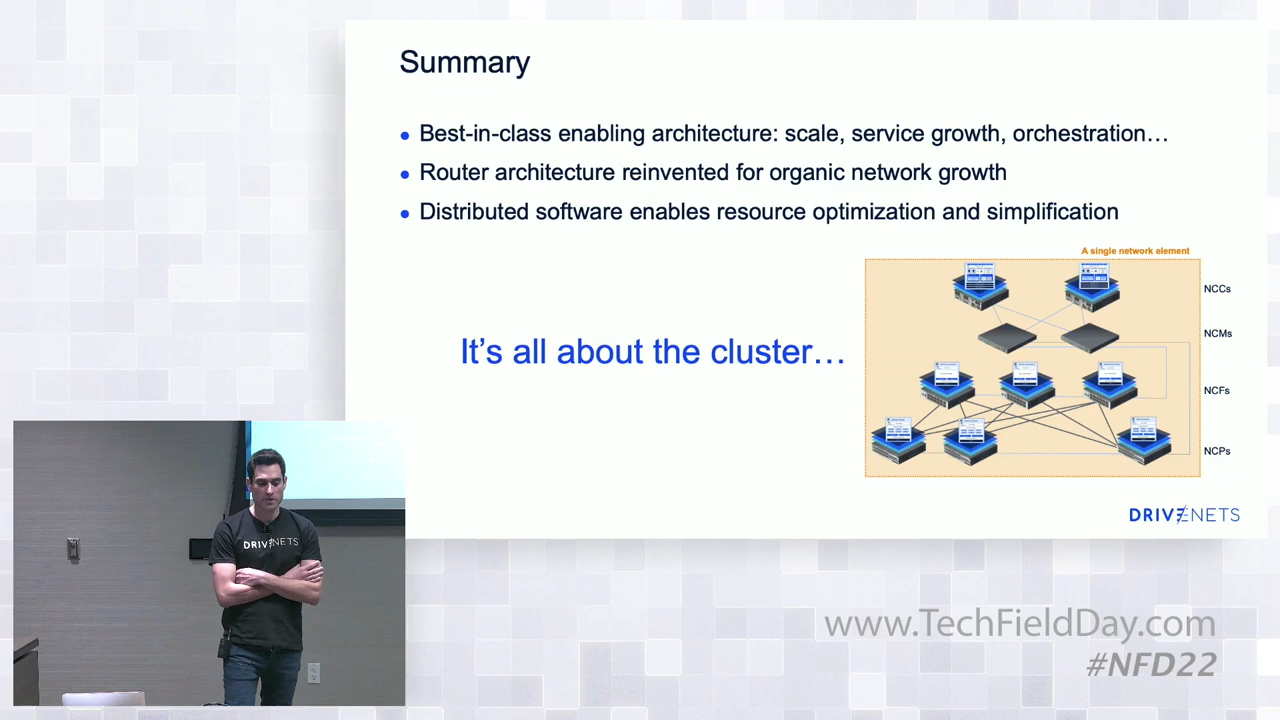 Summary
• Best-in-class enabling architecture: scale, service growth, orchestration…
• Router architecture reinvented for organic network growth
• Distributed software enables resource optimization and simplification
A single network element
NCCs
NCMs
It's all about the cluster…
NCFs
NCPs
DRIVENETS
DRIVENETS
www.TechFieldDay.com
#NFD22